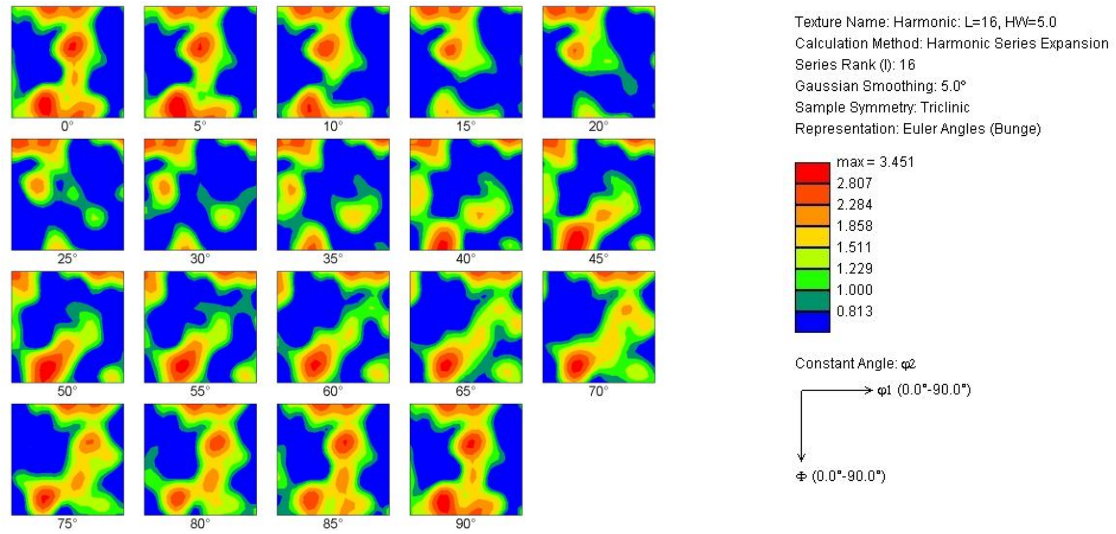 Texture Name: Harmonic: L=16, HW=5.0
Calculation Method: Harmonic Series Expansion
Series Rank (l): 16
Gaussian Smoothing: 5.0°
Sample Symmetry: Triclinic
Representation: Euler Angles (Bunge)
max = 3.451
2.807
2.284
1.858
1.511
1.229
1.000
0.813
Constant Angle: φ2
φ1 (0.0°-90.0°)
Φ (0.0°-90.0°)
0° 5° 10° 15° 20°
25° 30° 35° 40° 45°
50° 55° 60° 65° 70°
75° 80° 85° 90°